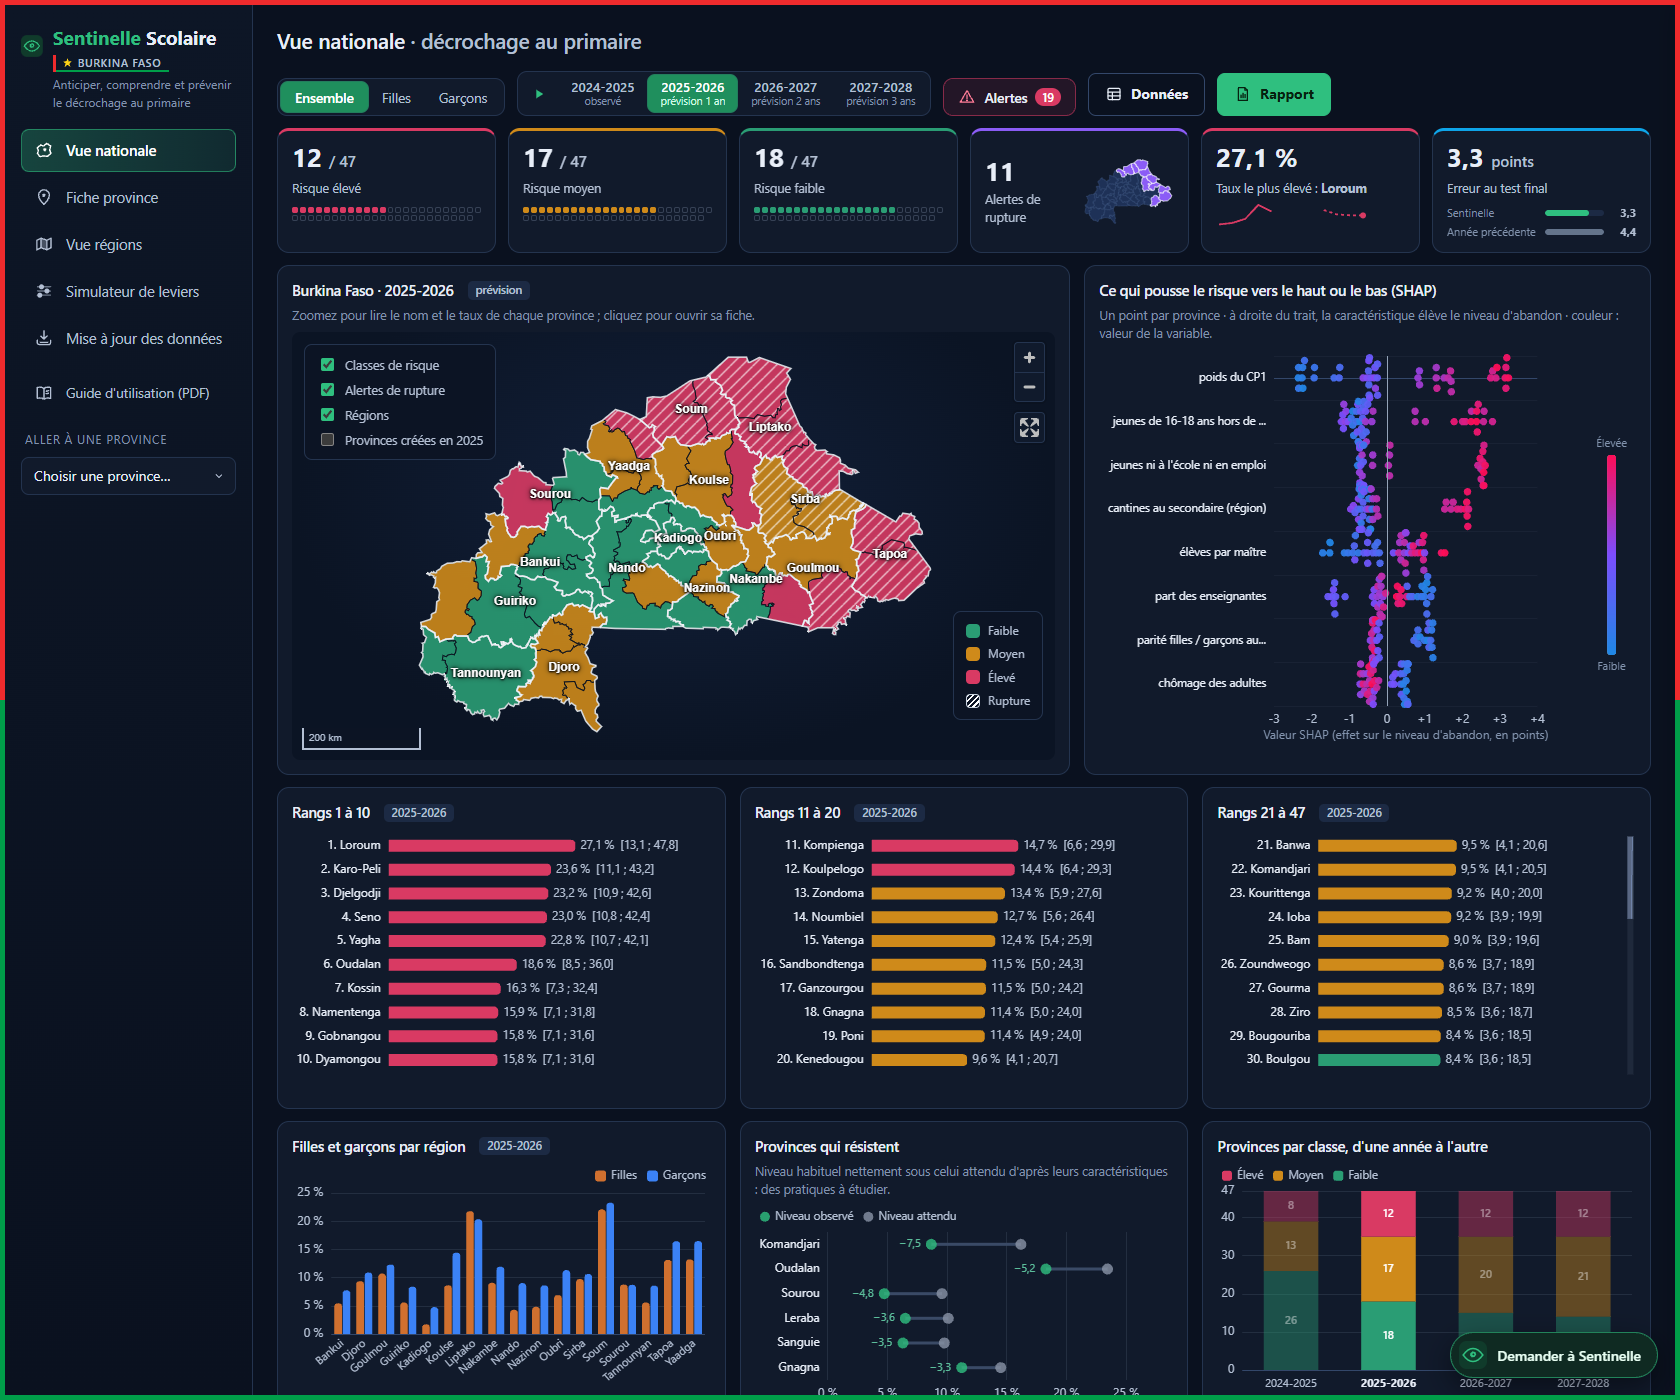 Sentinelle Scolaire
★ BURKINA FASO
Anticiper, comprendre et prévenir
le décrochage au primaire
Vue nationale
Fiche province
Vue régions
Simulateur de leviers
Mise à jour des données
Guide d'utilisation (PDF)
ALLER À UNE PROVINCE
Choisir une province...
Vue nationale · décrochage au primaire
Ensemble
Filles
Garçons
2024-2025
observé
2025-2026
prévision 1 an
2026-2027
prévision 2 ans
2027-2028
prévision 3 ans
Alertes 19
Données
Rapport
12 / 47
Risque élevé
17 / 47
Risque moyen
18 / 47
Risque faible
11
Alertes de
rupture
27,1 %
Taux le plus élevé : Loroum
3,3 points
Erreur au test final
Sentinelle 3,3
Année précédente 4,4
Burkina Faso · 2025-2026 prévision
Zoomez pour lire le nom et le taux de chaque province ; cliquez pour ouvrir sa fiche.
Classes de risque
Alertes de rupture
Régions
Provinces créées en 2025
+
−
Soum
Liptako
Yaadga
Koulse
Sourou
Sirba
Kadiogo
Oubri
Tapoa
Bankui
Nando
Goulmou
Nakambe
Nazinon
Guiriko
Djoro
Tannounyan
Faible
Moyen
Élevé
Rupture
200 km
Ce qui pousse le risque vers le haut ou le bas (SHAP)
Un point par province · à droite du trait, la caractéristique élève le niveau d'abandon · couleur :
valeur de la variable.
poids du CP1
jeunes de 16-18 ans hors de ...
jeunes ni à l'école ni en emploi
cantines au secondaire (région)
élèves par maître
part des enseignantes
parité filles / garçons au...
chômage des adultes
-3 -2 -1 0 +1 +2 +3 +4
Valeur SHAP (effet sur le niveau d'abandon, en points)
Élevée
Faible
Rangs 1 à 10 2025-2026
1. Loroum 27,1 % [13,1 ; 47,8]
2. Karo-Peli 23,6 % [11,1 ; 43,2]
3. Djelgodji 23,2 % [10,9 ; 42,6]
4. Seno 23,0 % [10,8 ; 42,4]
5. Yagha 22,8 % [10,7 ; 42,1]
6. Oudalan 18,6 % [8,5 ; 36,0]
7. Kossin 16,3 % [7,3 ; 32,4]
8. Namentenga 15,9 % [7,1 ; 31,8]
9. Gobnangou 15,8 % [7,1 ; 31,6]
10. Dyamongou 15,8 % [7,1 ; 31,6]
Rangs 11 à 20 2025-2026
11. Kompienga 14,7 % [6,6 ; 29,9]
12. Koulpelogo 14,4 % [6,4 ; 29,3]
13. Zondoma 13,4 % [5,9 ; 27,6]
14. Noumbiel 12,7 % [5,6 ; 26,4]
15. Yatenga 12,4 % [5,4 ; 25,9]
16. Sandbondtenga 11,5 % [5,0 ; 24,3]
17. Ganzourgou 11,5 % [5,0 ; 24,2]
18. Gnagna 11,4 % [5,0 ; 24,0]
19. Poni 11,4 % [4,9 ; 24,0]
20. Kenedougou 9,6 % [4,1 ; 20,7]
Rangs 21 à 47 2025-2026
21. Banwa 9,5 % [4,1 ; 20,6]
22. Komandjari 9,5 % [4,1 ; 20,5]
23. Kourittenga 9,2 % [4,0 ; 20,0]
24. Ioba 9,2 % [3,9 ; 19,9]
25. Bam 9,0 % [3,9 ; 19,6]
26. Zoundweogo 8,6 % [3,7 ; 18,9]
27. Gourma 8,6 % [3,7 ; 18,9]
28. Ziro 8,5 % [3,6 ; 18,7]
29. Bougouriba 8,4 % [3,6 ; 18,5]
30. Boulgou 8,4 % [3,6 ; 18,5]
Filles et garçons par région 2025-2026
Filles Garçons
25 %
20 %
15 %
10 %
5 %
0 %
Bankui
Djoro
Goulmou
Guiriko
Kadiogo
Koulse
Liptako
Nakambe
Nando
Nazinon
Oubri
Sirba
Soum
Sourou
Tannounyan
Tapoa
Yaadga
Provinces qui résistent
Niveau habituel nettement sous celui attendu d'après leurs caractéristiques
: des pratiques à étudier.
Niveau observé Niveau attendu
Komandjari −7,5
Oudalan −5,2
Sourou −4,8
Leraba −3,6
Sanguie −3,5
Gnagna −3,3
0 % 5 % 10 % 15 % 20 % 25 %
Provinces par classe, d'une année à l'autre
Élevé Moyen Faible
47
40
30
20
10
0
8
13
26
12
17
18
12
20
12
21
2024-2025 2025-2026 2026-2027 2027-2028
Demander à Sentinelle